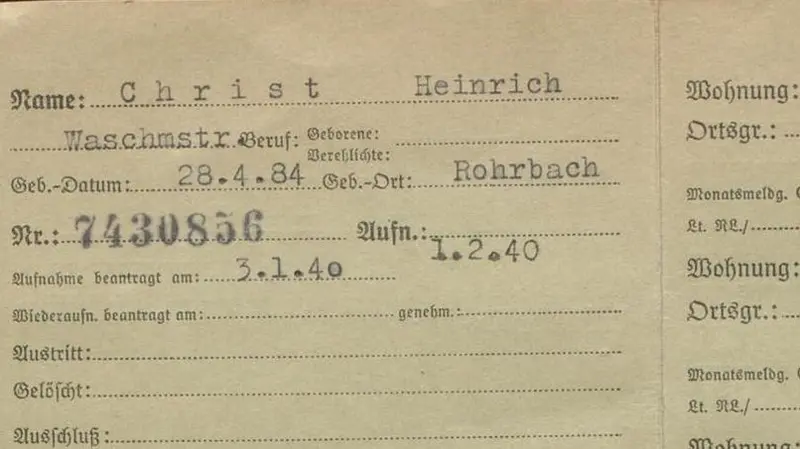 Name: Christ Heinrich
Waschmstr. Beruf: Geborene:
Verehlichte:
Geb.-Datum: 28.4.84 Geb.-Ort: Rohrbach
Nr.: 7430856 Aufn.: 1.2.40
Aufnahme beantragt am: 3.1.40
Wiederaufn. beantragt am: genehm.:
Austritt:
Gelöscht:
Ausschluß:
Wohnung:
Ortsgr.:
Monatsmeldg.
Lt. RL./
Wohnung:
Ortsgr.:
Monatsmeldg.
Lt. RL./
Wohnung: